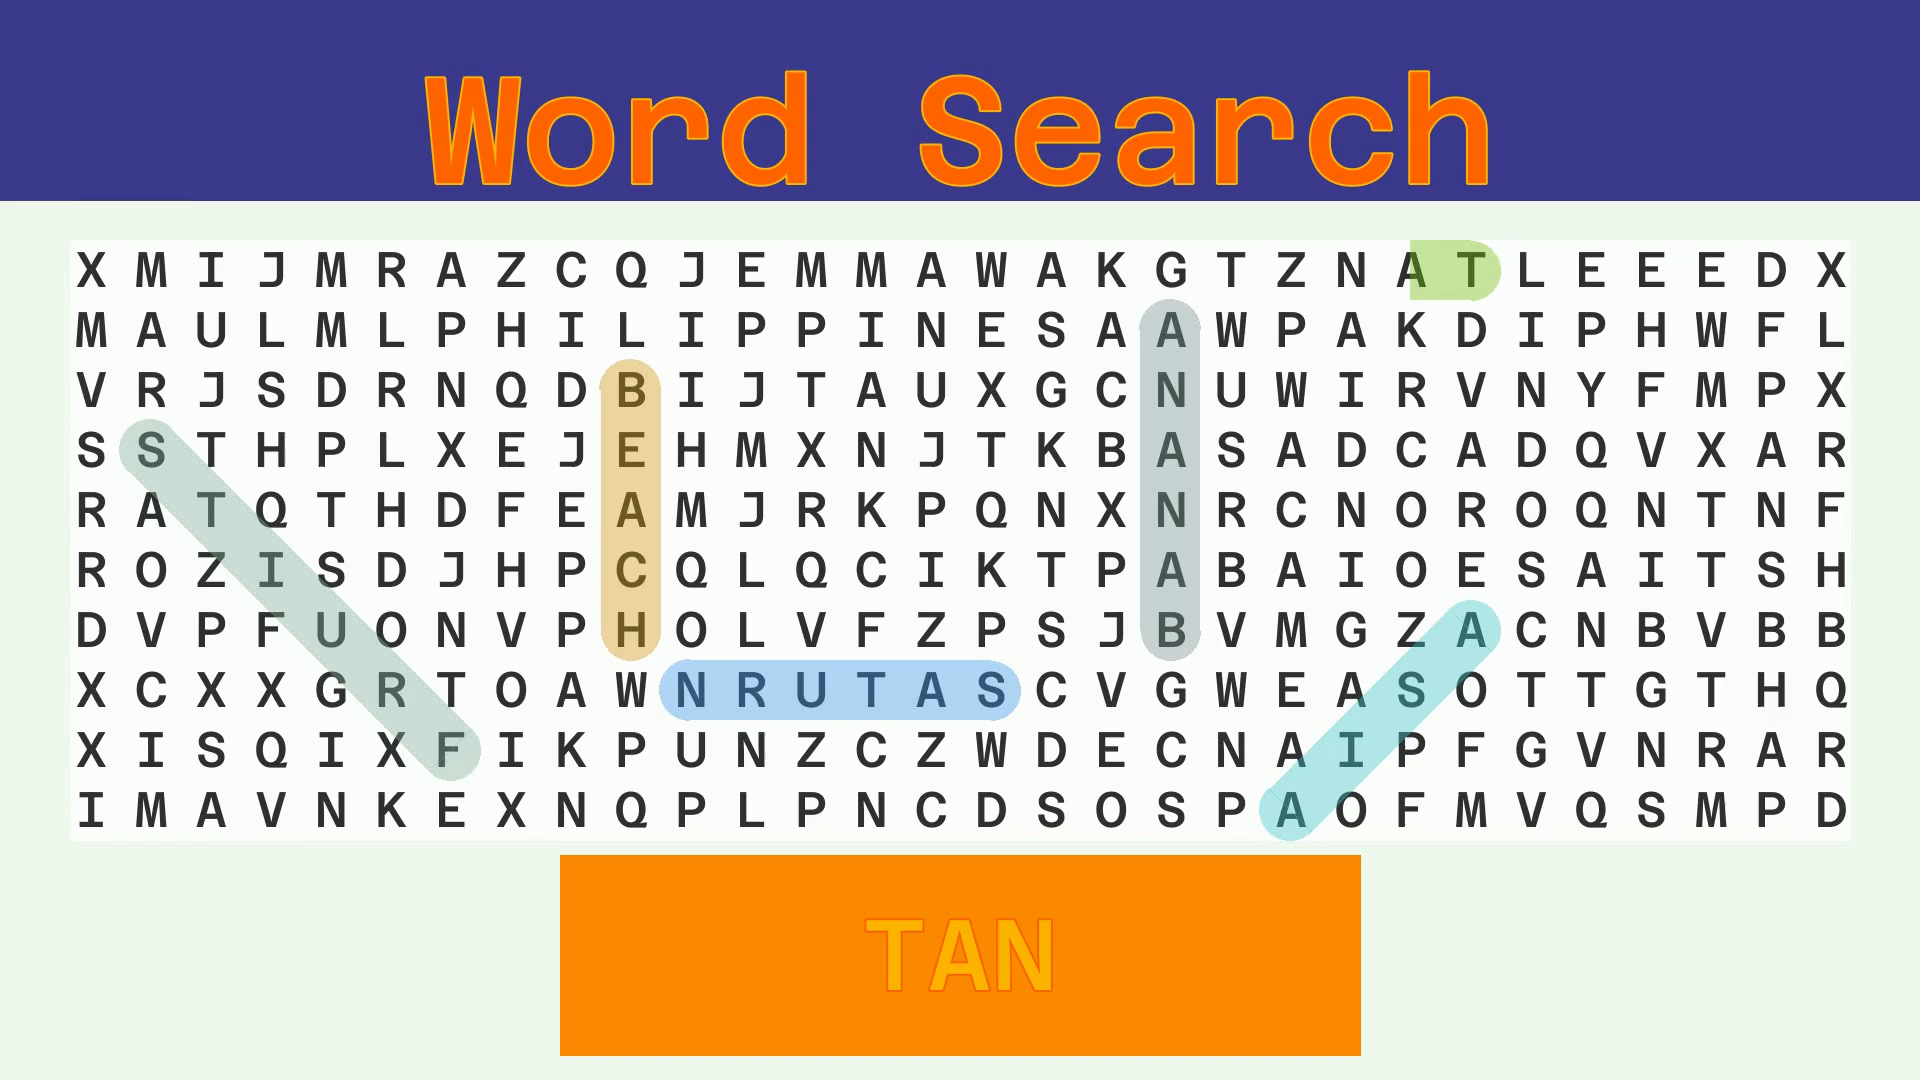 Word Search
X M I J M R A Z C Q J E M M A W A K G T Z N A T L E E E D X
M A U L M L P H I L I P P I N E S A A W P A K D I P H W F L
V R J S D R N Q D B I J T A U X G C N U W I R V N Y F M P X
S S T H P L X E J E H M X N J T K B A S A D C A D Q V X A R
R A T Q T H D F E A M J R K P Q N X N R C N O R O Q N T N F
R O Z I S D J H P C Q L Q C I K T P A B A I O E S A I T S H
D V P F U O N V P H O L V F Z P S J B V M G Z A C N B V B B
X C X X G R T O A W N R U T A S C V G W E A S O T T G T H Q
X I S Q I X F I K P U N Z C Z W D E C N A I P F G V N R A R
I M A V N K E X N Q P L P N C D S O S P A O F M V Q S M P D
TAN